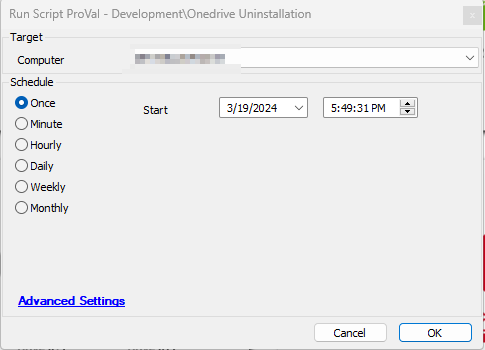 Run Script ProVal - Development\Onedrive Uninstallation
Target
Computer
Schedule
Once
Start
3/19/2024
5:49:31 PM
Minute
Hourly
Daily
Weekly
Monthly
Advanced Settings
Cancel
OK